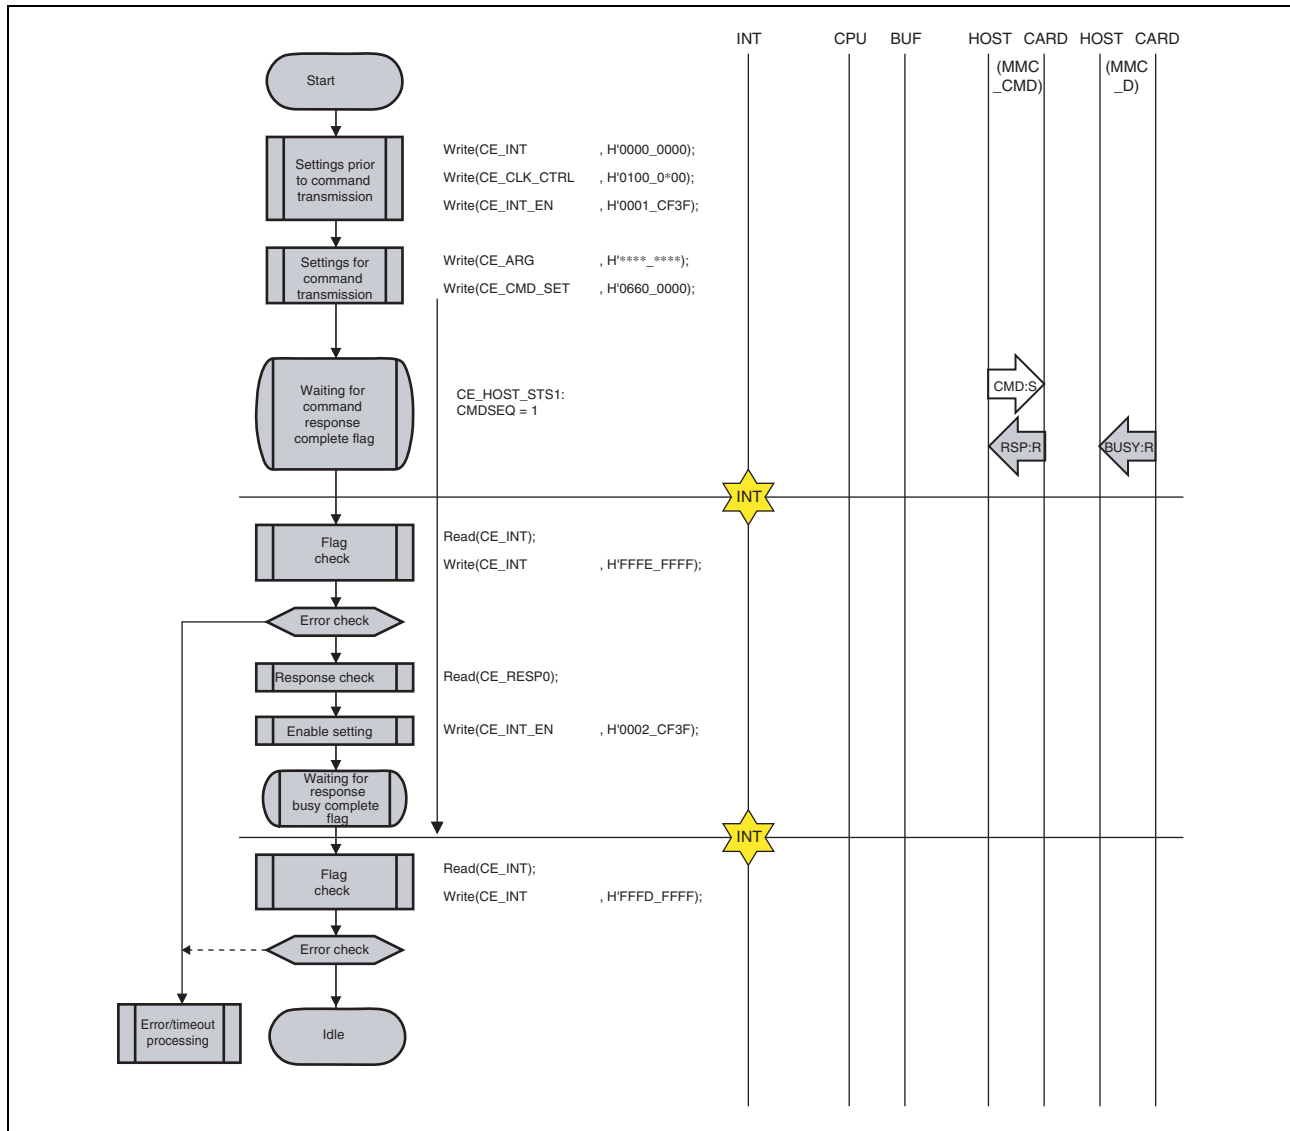 INT CPU BUF HOST CARD HOST CARD
(MMC
_CMD)
(MMC
_D)
Start
Settings prior
to command
transmission
Write(CE_INT , H'0000_0000);
Write(CE_CLK_CTRL , H'0100_0*00);
Write(CE_INT_EN , H'0001_CF3F);
Settings for
command
transmission
Write(CE_ARG , H'****_****);
Write(CE_CMD_SET , H'0660_0000);
Waiting for
command
response
complete flag
CE_HOST_STS1:
CMDSEQ = 1
CMD:S
RSP:R
BUSY:R
INT
Flag
check
Read(CE_INT);
Write(CE_INT , H'FFFE_FFFF);
Error check
Response check
Read(CE_RESP0);
Enable setting
Write(CE_INT_EN , H'0002_CF3F);
Waiting for
response
busy complete
flag
INT
Flag
check
Read(CE_INT);
Write(CE_INT , H'FFFD_FFFF);
Error check
Error/timeout
processing
Idle